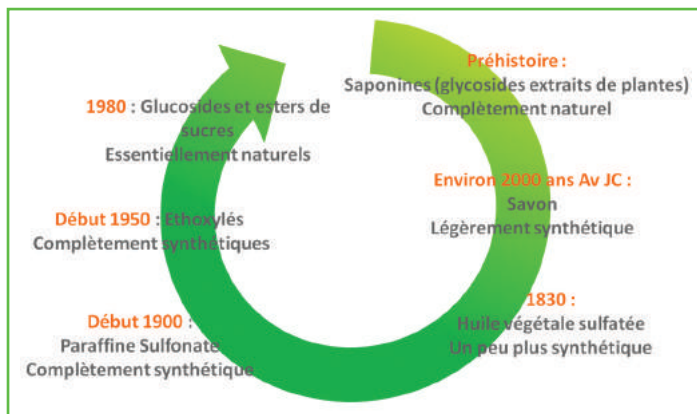 Préhistoire :
Saponines (glycosides extraits de plantes)
Complètement naturel
Environ 2000 ans Av JC :
Savon
Légèrement synthétique
1830 :
Huile végétale sulfatée
Un peu plus synthétique
Début 1900 :
Paraffine Sulfonate
Complètement synthétique
Début 1950 : Ethoxylés
Complètement synthétiques
1980 : Glucosides et esters de
sucres
Essentiellement naturels